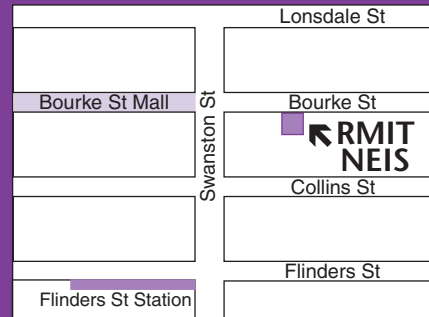 Lonsdale St
Bourke St Mall
Bourke St
Swanston St
RMIT
NEIS
Collins St
Flinders St
Flinders St Station